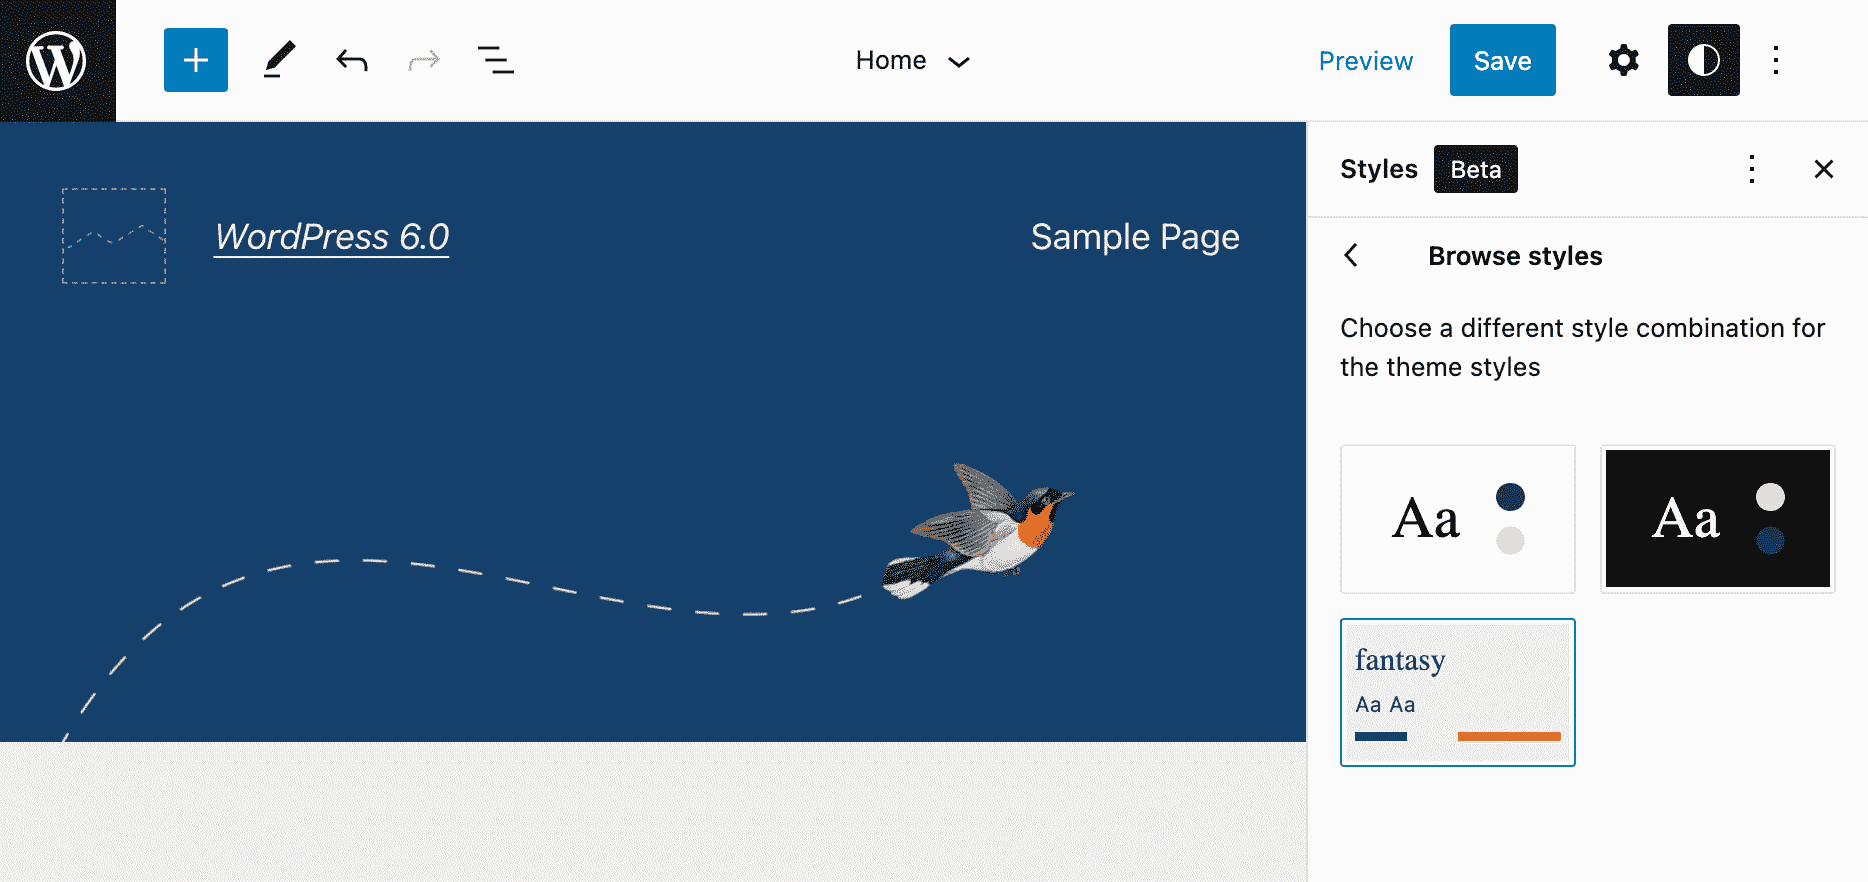 Home
Preview
Save
Styles
Beta
WordPress 6.0
Sample Page
Browse styles
Choose a different style combination for
the theme styles
Aa
Aa
fantasy
Aa Aa